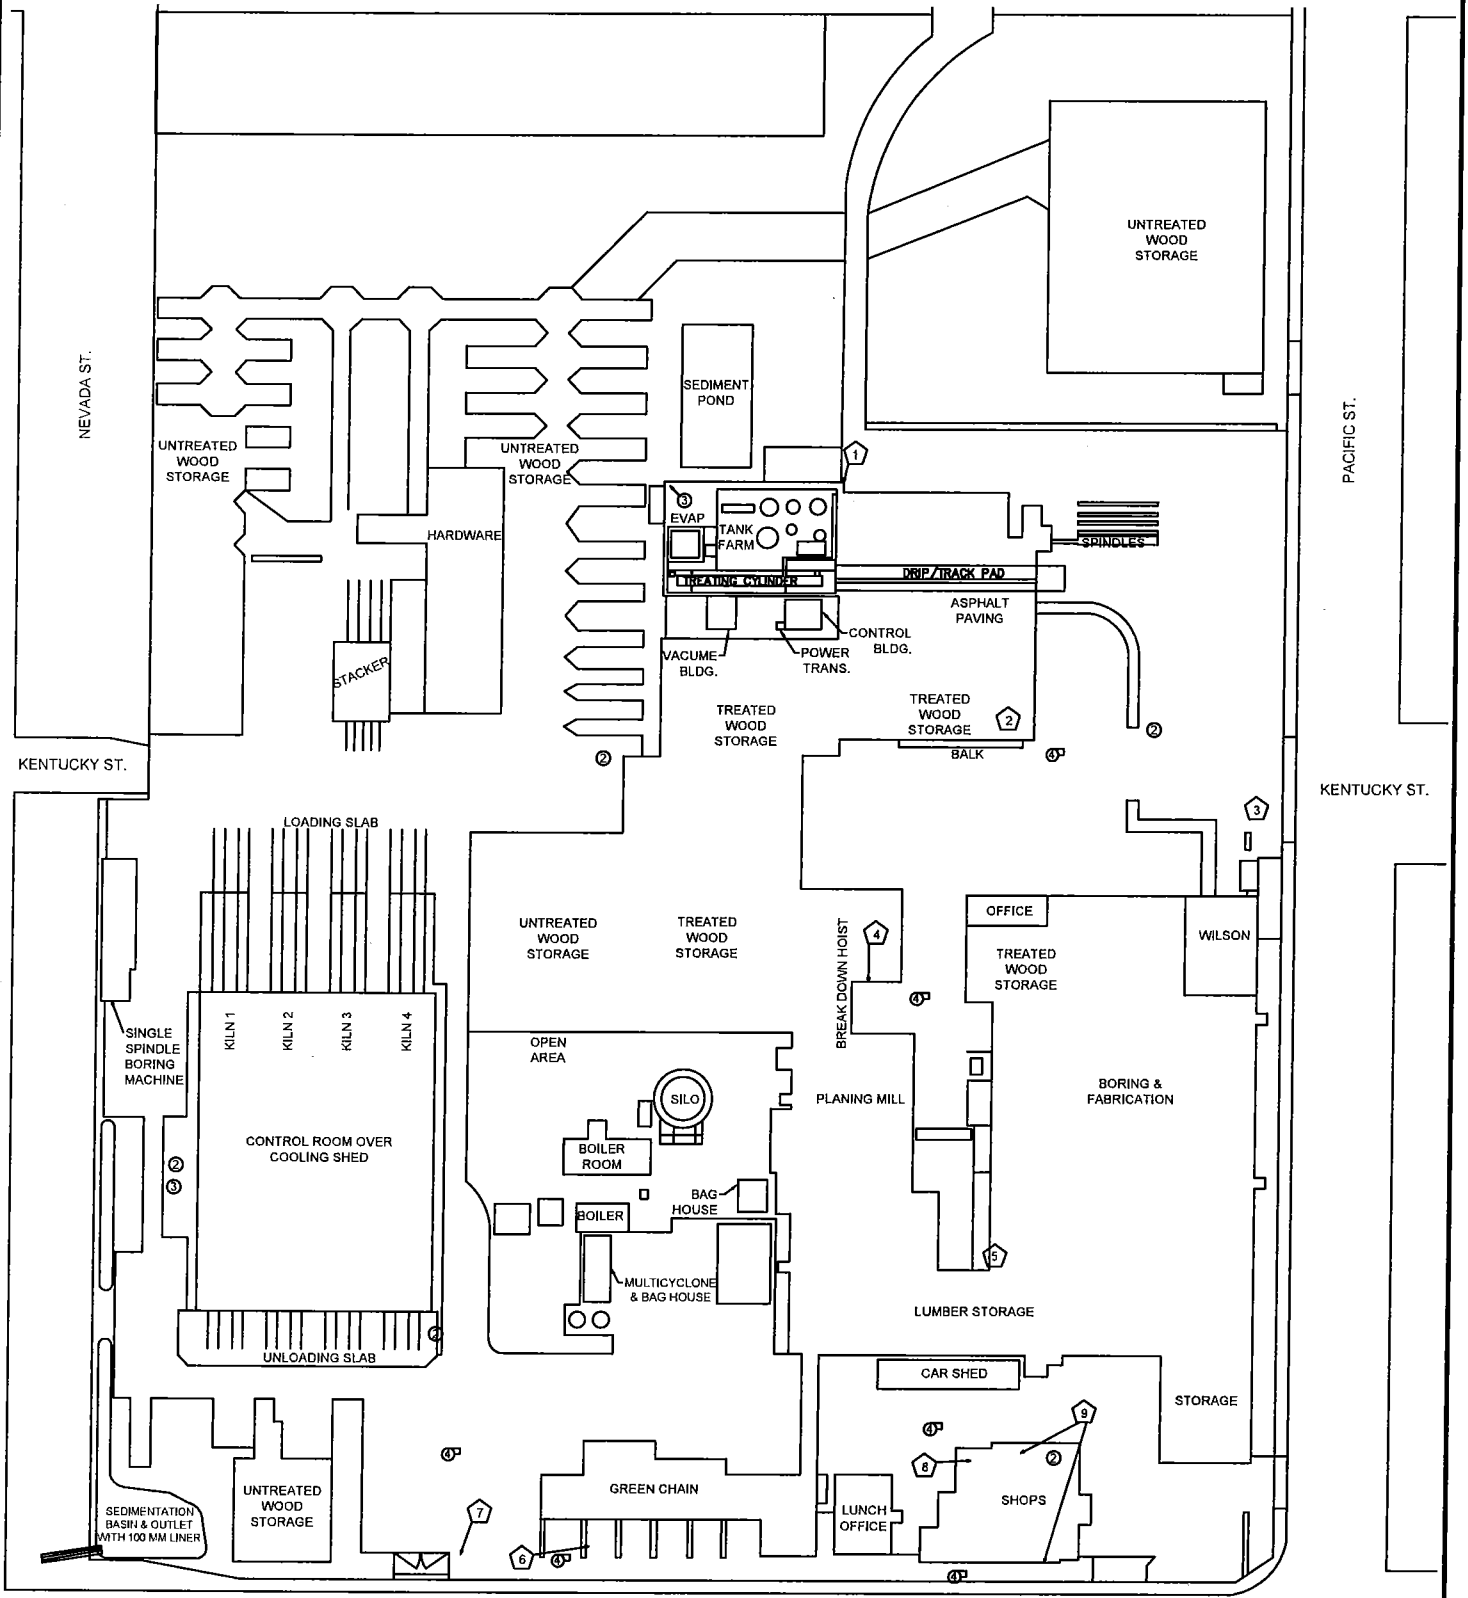 UNTREATED
WOOD
STORAGE
NEVADA ST.
PACIFIC ST.
SEDIMENT
POND
UNTREATED
WOOD
STORAGE
UNTREATED
WOOD
STORAGE
1
3
EVAP
TANK
FARM
HARDWARE
SPINDLES
TREATING CYLINDER
DRIP/TRACK PAD
ASPHALT
PAVING
CONTROL
BLDG.
POWER
TRANS.
VACUME
BLDG.
STACKER
TREATED
WOOD
STORAGE
TREATED
WOOD
STORAGE
2
2
BALK
4
2
KENTUCKY ST.
KENTUCKY ST.
3
LOADING SLAB
OFFICE
WILSON
UNTREATED
WOOD
STORAGE
TREATED
WOOD
STORAGE
BREAK DOWN HOIST
4
TREATED
WOOD
STORAGE
4
KILN 1
KILN 2
KILN 3
KILN 4
SINGLE
SPINDLE
BORING
MACHINE
OPEN
AREA
SILO
PLANING MILL
BORING &
FABRICATION
CONTROL ROOM OVER
COOLING SHED
BOILER
ROOM
2
3
BAG
HOUSE
BOILER
5
MULTICYCLONE
& BAG HOUSE
LUMBER STORAGE
2
UNLOADING SLAB
CAR SHED
STORAGE
9
4
4
8
2
UNTREATED
WOOD
STORAGE
GREEN CHAIN
SHOPS
SEDIMENTATION
BASIN & OUTLET
WITH 100 MM LINER
7
LUNCH
OFFICE
6
4
4